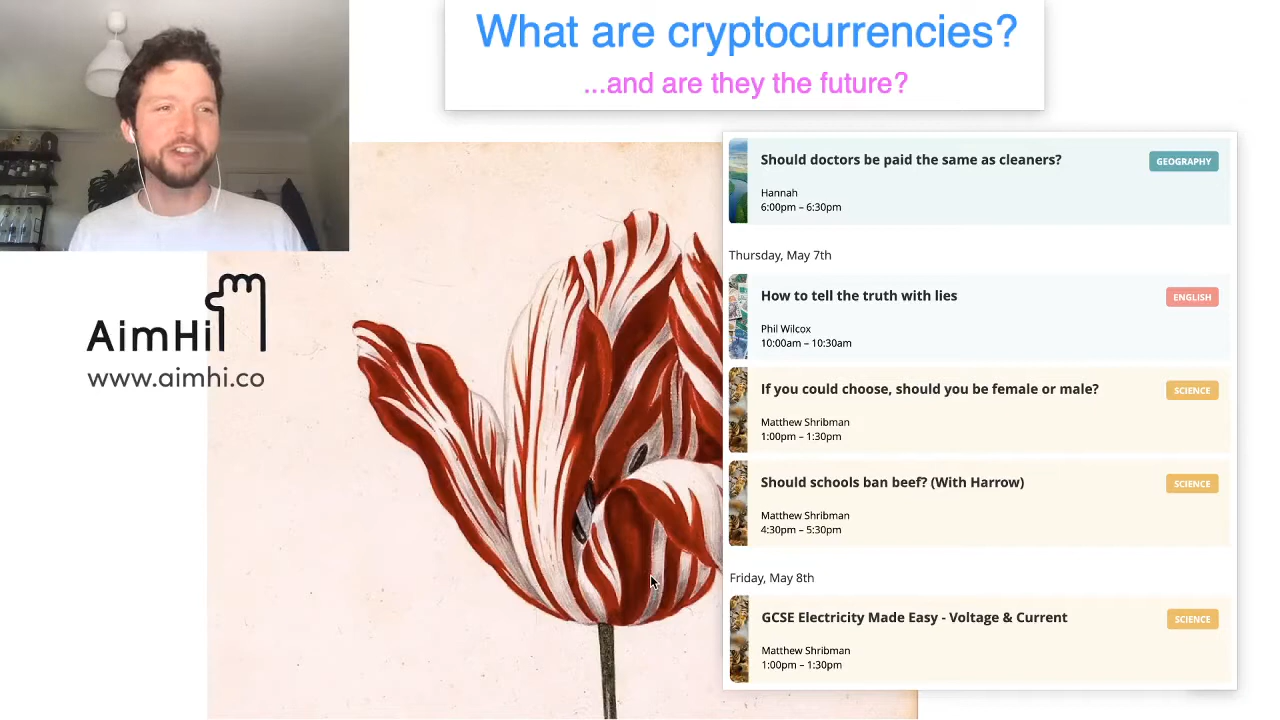 What are cryptocurrencies?
...and are they the future?
AimHi
www.aimhi.co
Should doctors be paid the same as cleaners?
GEOGRAPHY
Hannah
6:00pm – 6:30pm
Thursday, May 7th
How to tell the truth with lies
ENGLISH
Phil Wilcox
10:00am – 10:30am
If you could choose, should you be female or male?
SCIENCE
Matthew Shribman
1:00pm – 1:30pm
Should schools ban beef? (With Harrow)
SCIENCE
Matthew Shribman
4:30pm – 5:30pm
Friday, May 8th
GCSE Electricity Made Easy - Voltage & Current
SCIENCE
Matthew Shribman
1:00pm – 1:30pm